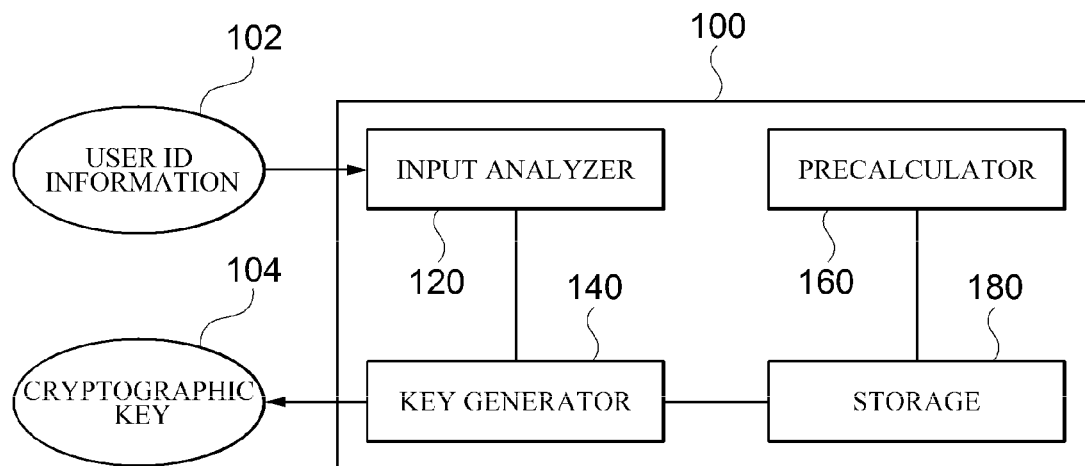 102
100
USER ID
INFORMATION
INPUT ANALYZER
PRECALCULATOR
120
160
104
140
180
CRYPTOGRAPHIC
KEY
KEY GENERATOR
STORAGE